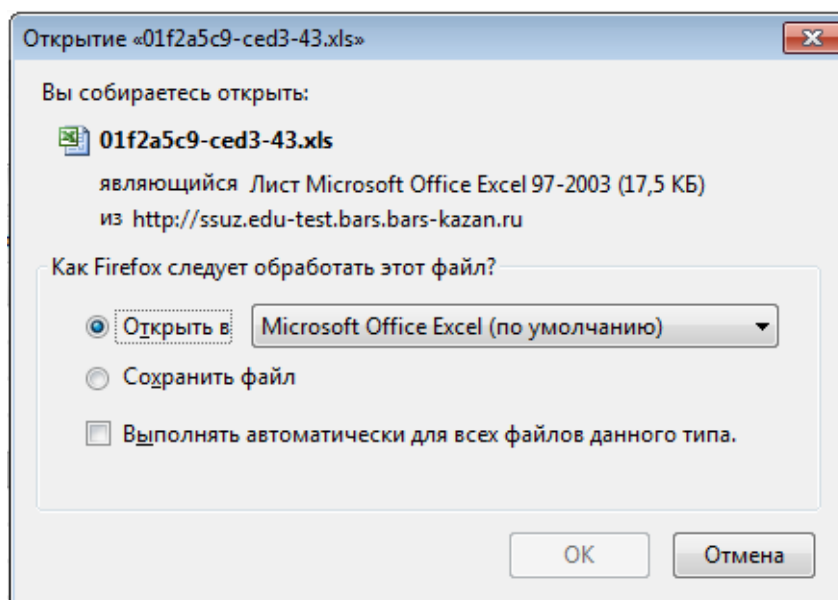 Открытие «01f2a5c9-ced3-43.xls»
Вы собираетесь открыть:
01f2a5c9-ced3-43.xls
являющийся Лист Microsoft Office Excel 97-2003 (17,5 КБ)
из http://ssuz.edu-test.bars.bars-kazan.ru
Как Firefox следует обработать этот файл?
Открыть в Microsoft Office Excel (по умолчанию)
Сохранить файл
Выполнять автоматически для всех файлов данного типа.
ОК Отмена